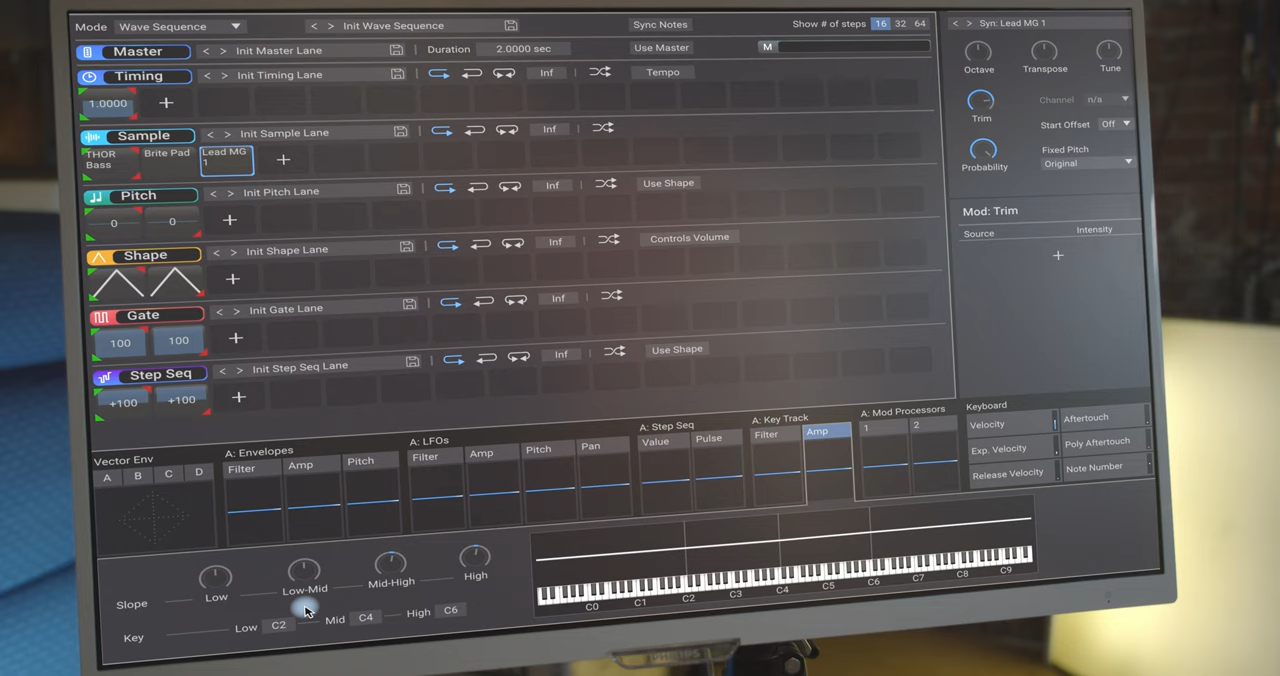 Mode Wave Sequence < > Init Wave Sequence Sync Notes Show # of steps 16 32 64
Master < > Init Master Lane Duration 2.0000 sec Use Master M
Timing < > Init Timing Lane Inf Tempo
1.0000 +
Sample < > Init Sample Lane Inf
THOR Bass Brite Pad Lead MG 1 +
Pitch < > Init Pitch Lane Inf Use Shape
0 0 +
Shape < > Init Shape Lane Inf Controls Volume
+
Gate < > Init Gate Lane Inf
100 100 +
Step Seq < > Init Step Seq Lane Inf Use Shape
+100 +100 +
< > Syn: Lead MG 1
Octave Transpose Tune
Trim Channel n/a
Start Offset Off
Probability Fixed Pitch
Original
Mod: Trim
Source Intensity
+
Vector Env
A B C D
A: Envelopes
Filter Amp Pitch
A: LFOs
Filter Amp Pitch Pan
A: Step Seq
Value Pulse
A: Key Track
Filter Amp
A: Mod Processors
1 2
Keyboard
Velocity Aftertouch
Exp. Velocity Poly Aftertouch
Release Velocity Note Number
Slope Low Low-Mid Mid-High High
Key Low C2 Mid C4 High C6
C0 C1 C2 C3 C4 C5 C6 C7 C8 C9
PHILIPS